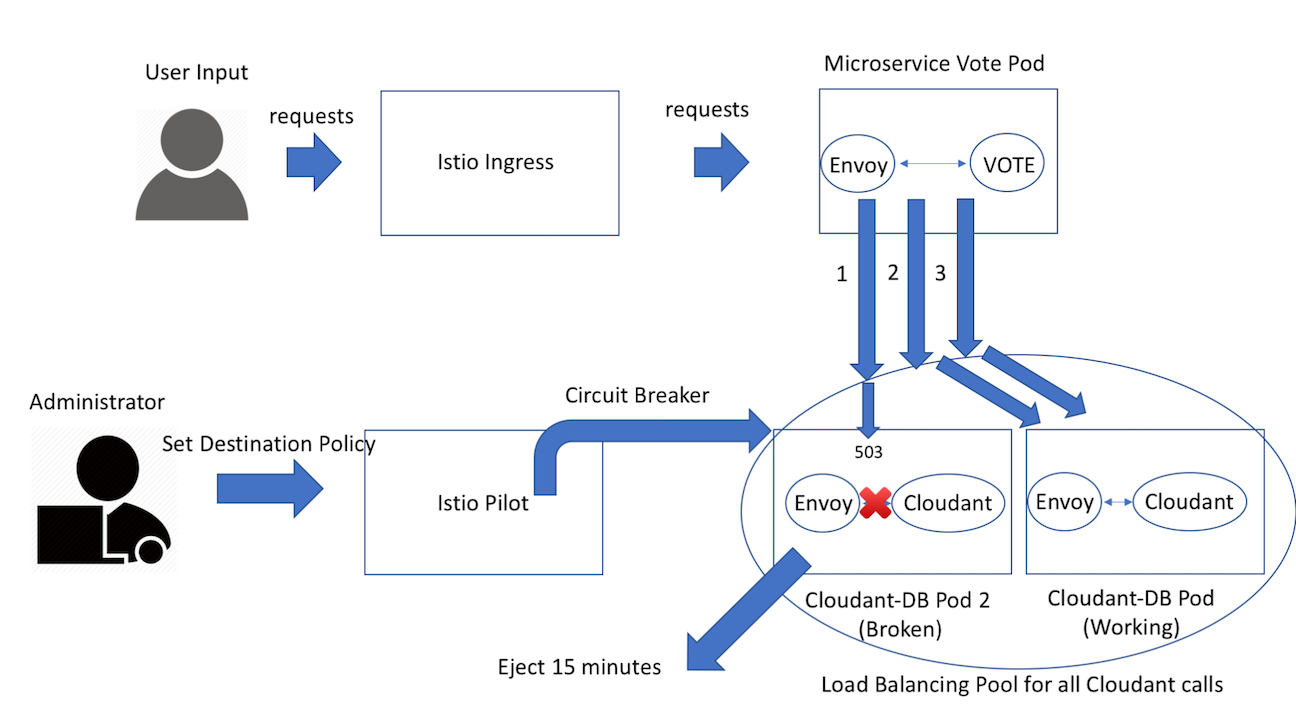 User Input
requests
Istio Ingress
requests
Microservice Vote Pod
Envoy
VOTE
1
2
3
Administrator
Set Destination Policy
Istio Pilot
Circuit Breaker
503
Envoy
Cloudant
Envoy
Cloudant
Cloudant-DB Pod 2
(Broken)
Cloudant-DB Pod
(Working)
Eject 15 minutes
Load Balancing Pool for all Cloudant calls